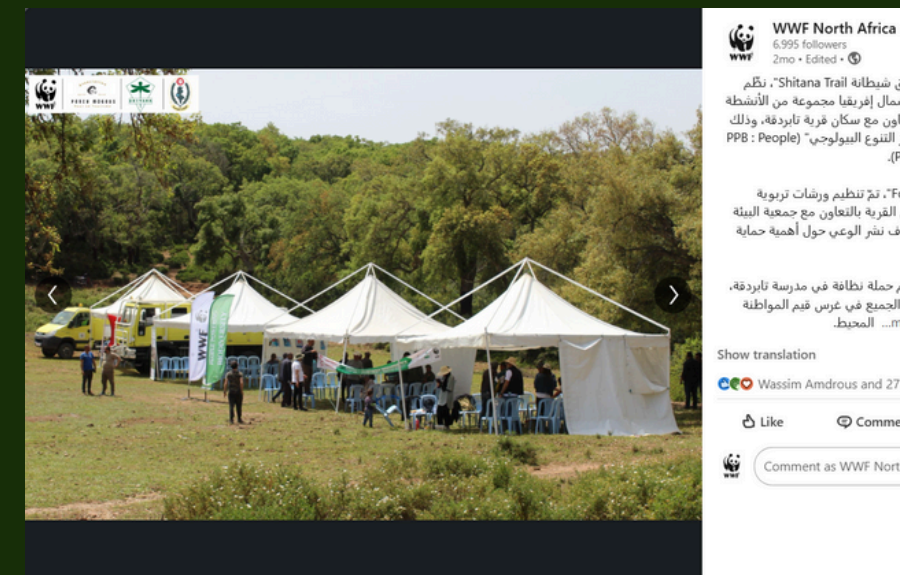 WWF
WWF
WWF North Africa
6,995 followers
2mo • Edited •
ق شيطانة Shitana Trail"، نظّم
شمال إفريقيا مجموعة من الأنشطة
اون مع سكان قرية تابردقة، وذلك
ر التنوع البيولوجي" (PPB : People
تمّ تنظيم ورشات تربوية
القرية بالتعاون مع جمعية البيئة
ف نشر الوعي حول أهمية حماية
م حملة نظافة في مدرسة تابردقة،
الجميع في غرس قيم المواطنة
المحيط.
Show translation
Wassim Amdrous and 27
Like
Comme
Comment as WWF Nort